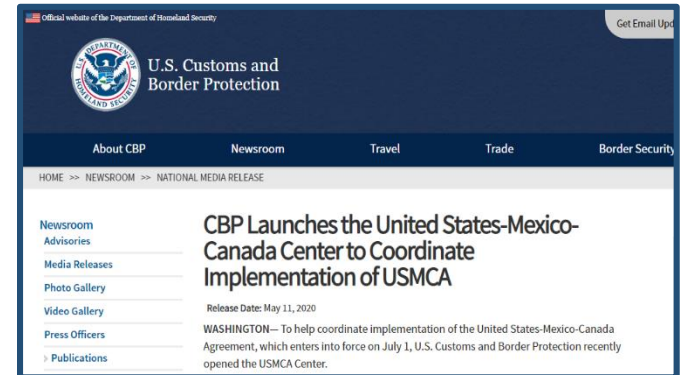 Official website of the Department of Homeland Security
Get Email Upd
U.S. Customs and
Border Protection
About CBP Newsroom Travel Trade Border Security
HOME >> NEWSROOM >> NATIONAL MEDIA RELEASE
Newsroom
Advisories
Media Releases
Photo Gallery
Video Gallery
Press Officers
Publications
CBP Launches the United States-Mexico-
Canada Center to Coordinate
Implementation of USMCA
Release Date: May 11, 2020
WASHINGTON— To help coordinate implementation of the United States-Mexico-Canada
Agreement, which enters into force on July 1, U.S. Customs and Border Protection recently
opened the USMCA Center.